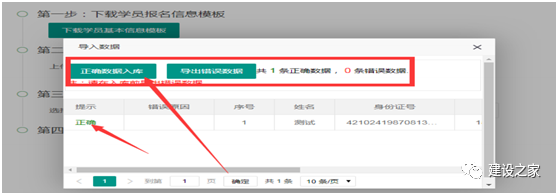 第一步：下载学员报名信息模板
下载学员基本信息模板
第二
导入数据
×
正确数据入库 导出错误数据 共 1 条正确数据， 0 条错误数据
上
第三
提示 错误原因 序号 姓名 身份证号
选
正确 1 测试 42102419870813... 1
第四
< 1 > 到第 1 页 确定 共 1 条 10 条/页
建设之家